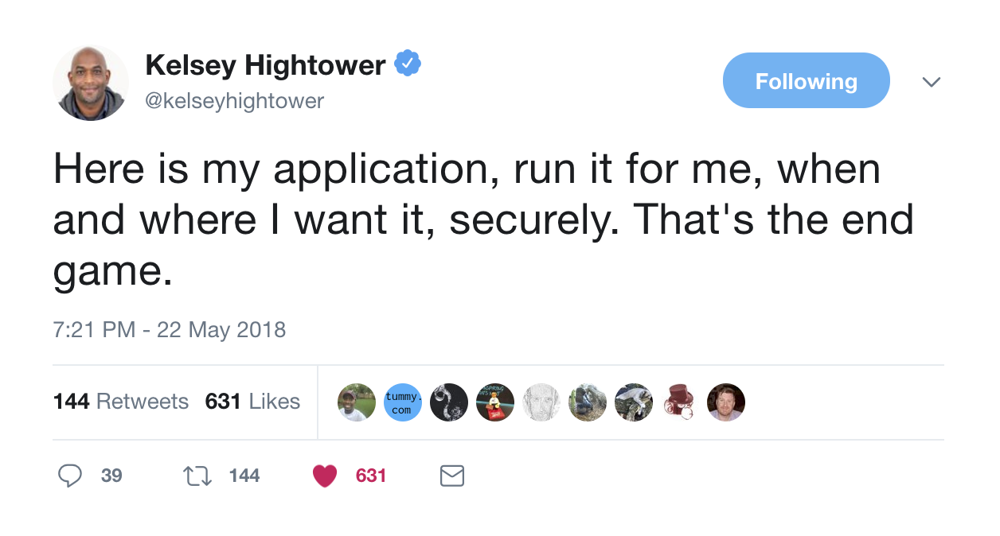 Kelsey Hightower
@kelseyhightower
Following
Here is my application, run it for me, when
and where I want it, securely. That's the end
game.
7:21 PM - 22 May 2018
144 Retweets 631 Likes
tummy.
com
39 144 631